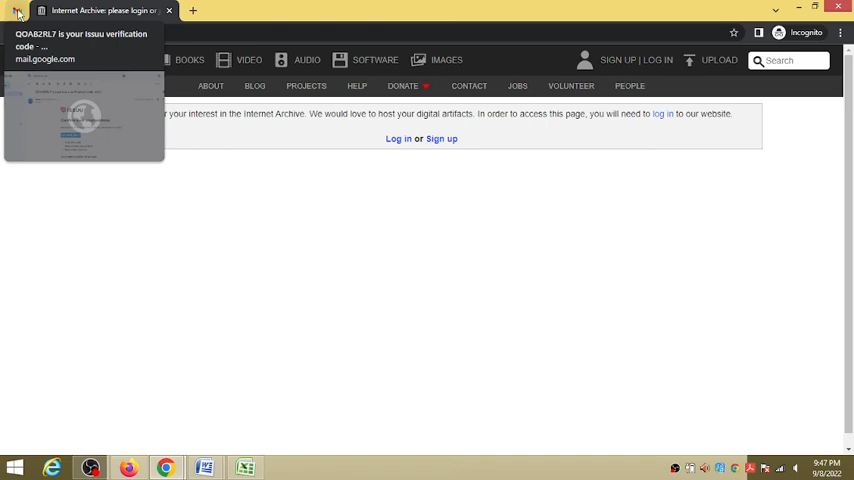 Internet Archive: please login or
QOAB2RL7 is your Issuu verification
code - ...
mail.google.com
Incognito
BOOKS VIDEO AUDIO SOFTWARE IMAGES SIGN UP | LOG IN UPLOAD Search
ABOUT BLOG PROJECTS HELP DONATE CONTACT JOBS VOLUNTEER PEOPLE
your interest in the Internet Archive. We would love to host your digital artifacts. In order to access this page, you will need to log in to our website.
Log in or Sign up
issuu
9:47 PM
9/8/2022